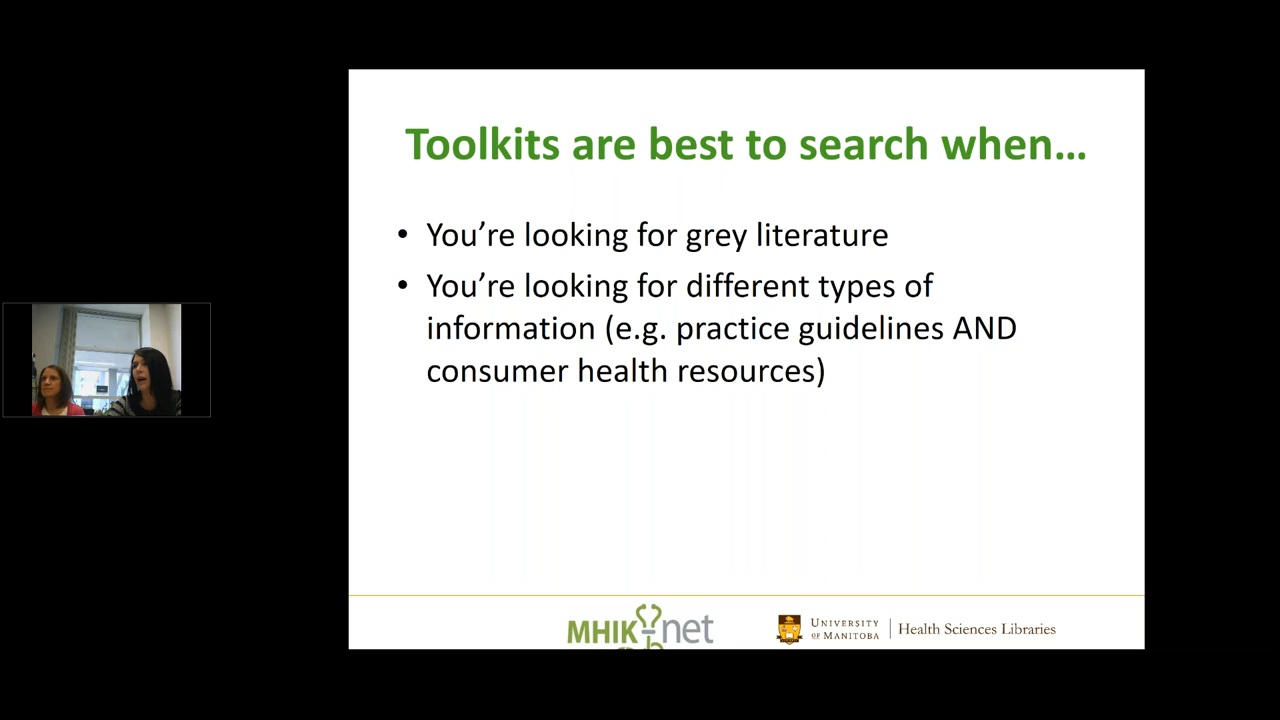 Toolkits are best to search when…
• You’re looking for grey literature
• You’re looking for different types of
information (e.g. practice guidelines AND
consumer health resources)
MHIK-net
UNIVERSITY
OF MANITOBA
Health Sciences Libraries